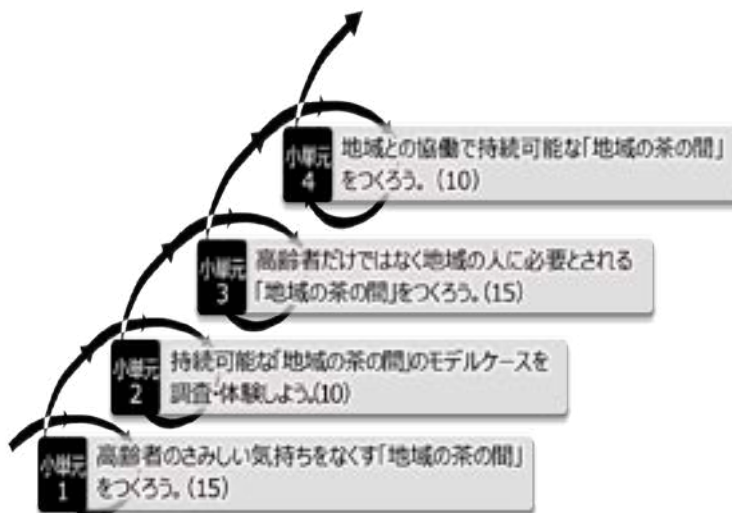 小単元
4
地域との協働で持続可能な「地域の茶の間」
をつくろう。(10)
小単元
3
高齢者だけではなく地域の人に必要とされる
「地域の茶の間」をつくろう。(15)
小単元
2
持続可能な「地域の茶の間」のモデルケースを
調査・体験しよう。(10)
小単元
1
高齢者のさみしい気持ちをなくす「地域の茶の間」
をつくろう。(15)